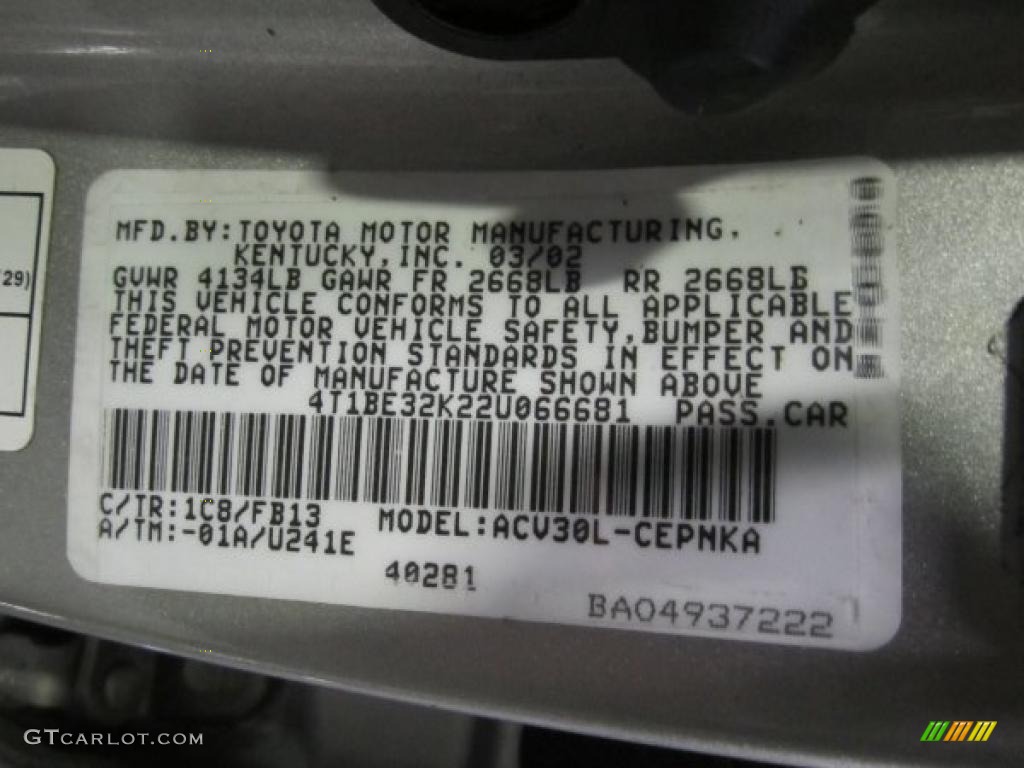 29)
MFD.BY:TOYOTA MOTOR MANUFACTURING,
KENTUCKY,INC. 03/02
GVWR 4134LB GAWR FR 2668LB RR 2668LB
THIS VEHICLE CONFORMS TO ALL APPLICABLE
FEDERAL MOTOR VEHICLE SAFETY,BUMPER AND
THEFT PREVENTION STANDARDS IN EFFECT ON
THE DATE OF MANUFACTURE SHOWN ABOVE
4T1BE32K22U066681 PASS.CAR
C/TR:1C8/FB13
A/TM:-01A/U241E
MODEL:ACV30L-CEPNKA
40281
BA04937222
GTCARLOT.COM